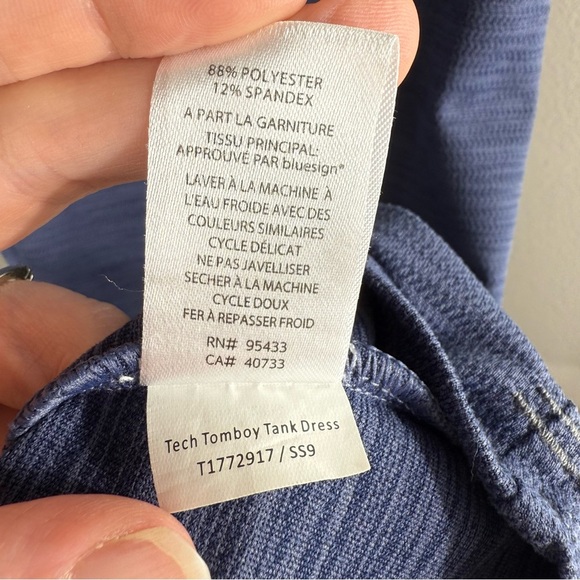 88% POLYESTER
12% SPANDEX
A PART LA GARNITURE
TISSU PRINCIPAL:
APPROUVÉ PAR bluesign®
LAVER À LA MACHINE À
L'EAU FROIDE AVEC DES
COULEURS SIMILAIRES
CYCLE DÉLICAT
NE PAS JAVELLISER
SECHER À LA MACHINE
CYCLE DOUX
FER À REPASSER FROID
RN# 95433
CA# 40733
Tech Tomboy Tank Dress
T1772917 / SS9